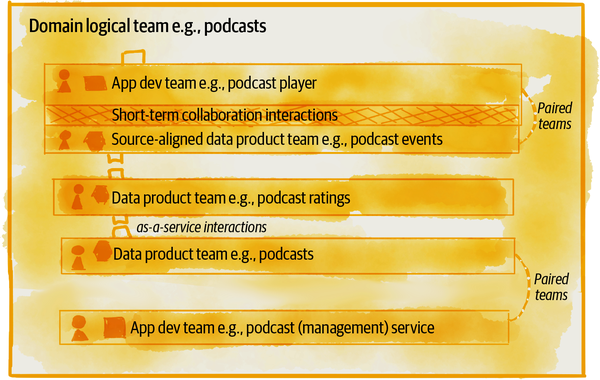 Domain logical team e.g., podcasts
App dev team e.g., podcast player
Short-term collaboration interactions
Source-aligned data product team e.g., podcast events
Paired
teams
Data product team e.g., podcast ratings
as-a-service interactions
Data product team e.g., podcasts
Paired
teams
App dev team e.g., podcast (management) service